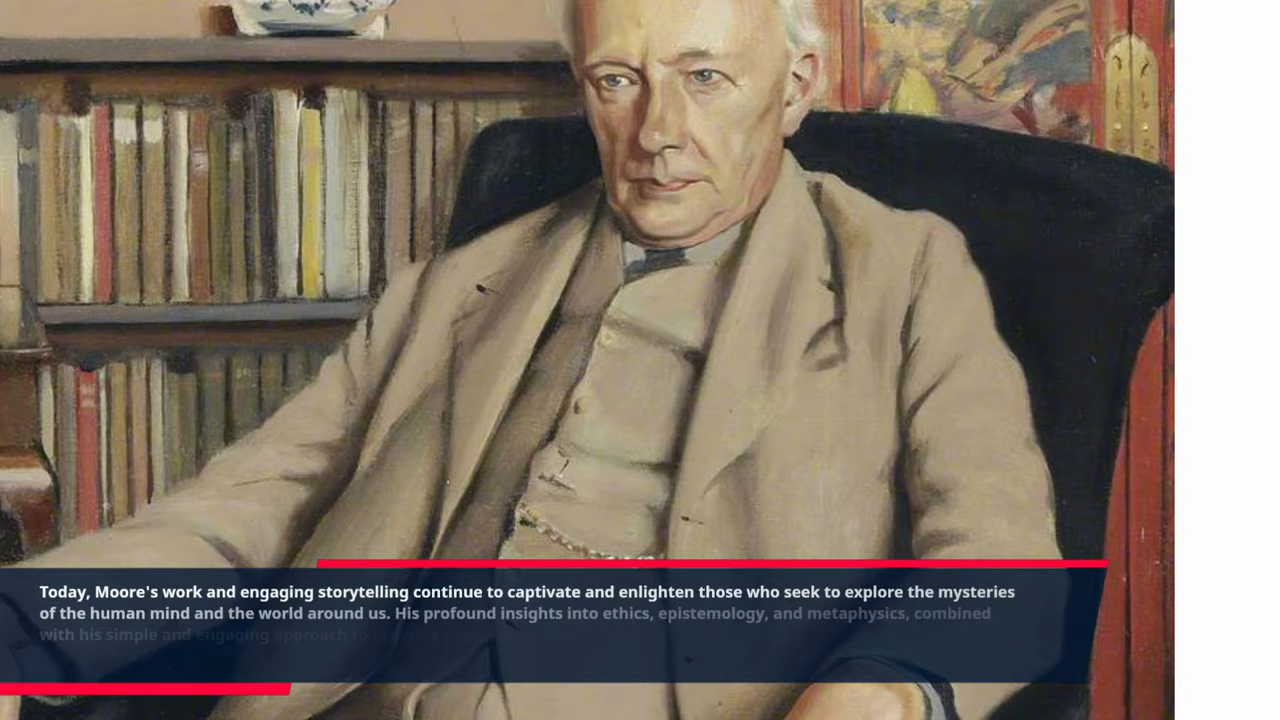 Today, Moore's work and engaging storytelling continue to captivate and enlighten those who seek to explore the mysteries
of the human mind and the world around us. His profound insights into ethics, epistemology, and metaphysics, combined
with his simple and engaging approach to